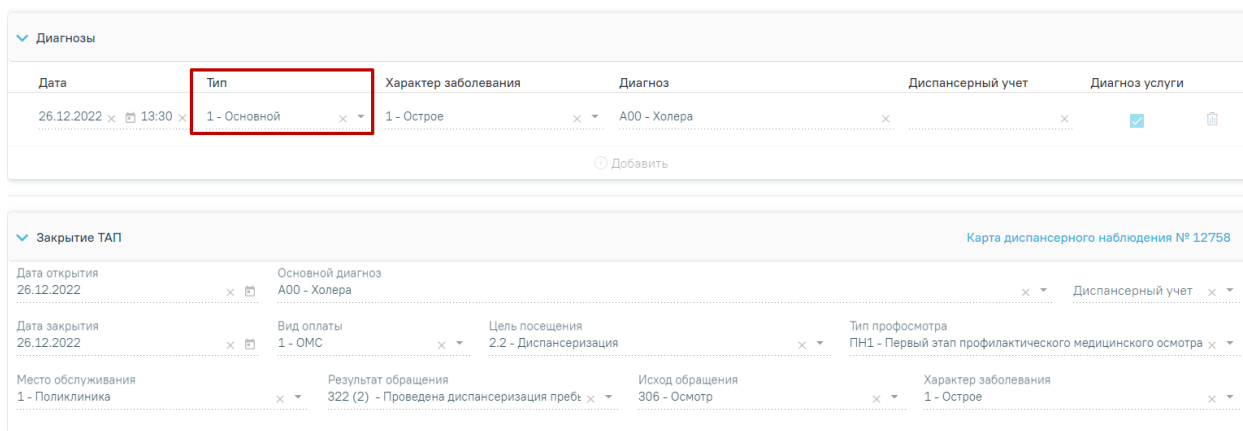 Диагнозы
Дата Тип Характер заболевания Диагноз Диспансерный учет Диагноз услуги
26.12.2022 13:30 1 - Основной 1 - Острое A00 - Холера
Добавить
Закрытие ТАП Карта диспансерного наблюдения № 12758
Дата открытия Основной диагноз
26.12.2022 A00 - Холера Диспансерный учет
Дата закрытия Вид оплаты Цель посещения Тип профосмотра
26.12.2022 1 - ОМС 2.2 - Диспансеризация ПН1 - Первый этап профилактического медицинского осмотра
Место обслуживания Результат обращения Исход обращения Характер заболевания
1 - Поликлиника 322 (2) - Проведена диспансеризация пребь 306 - Осмотр 1 - Острое